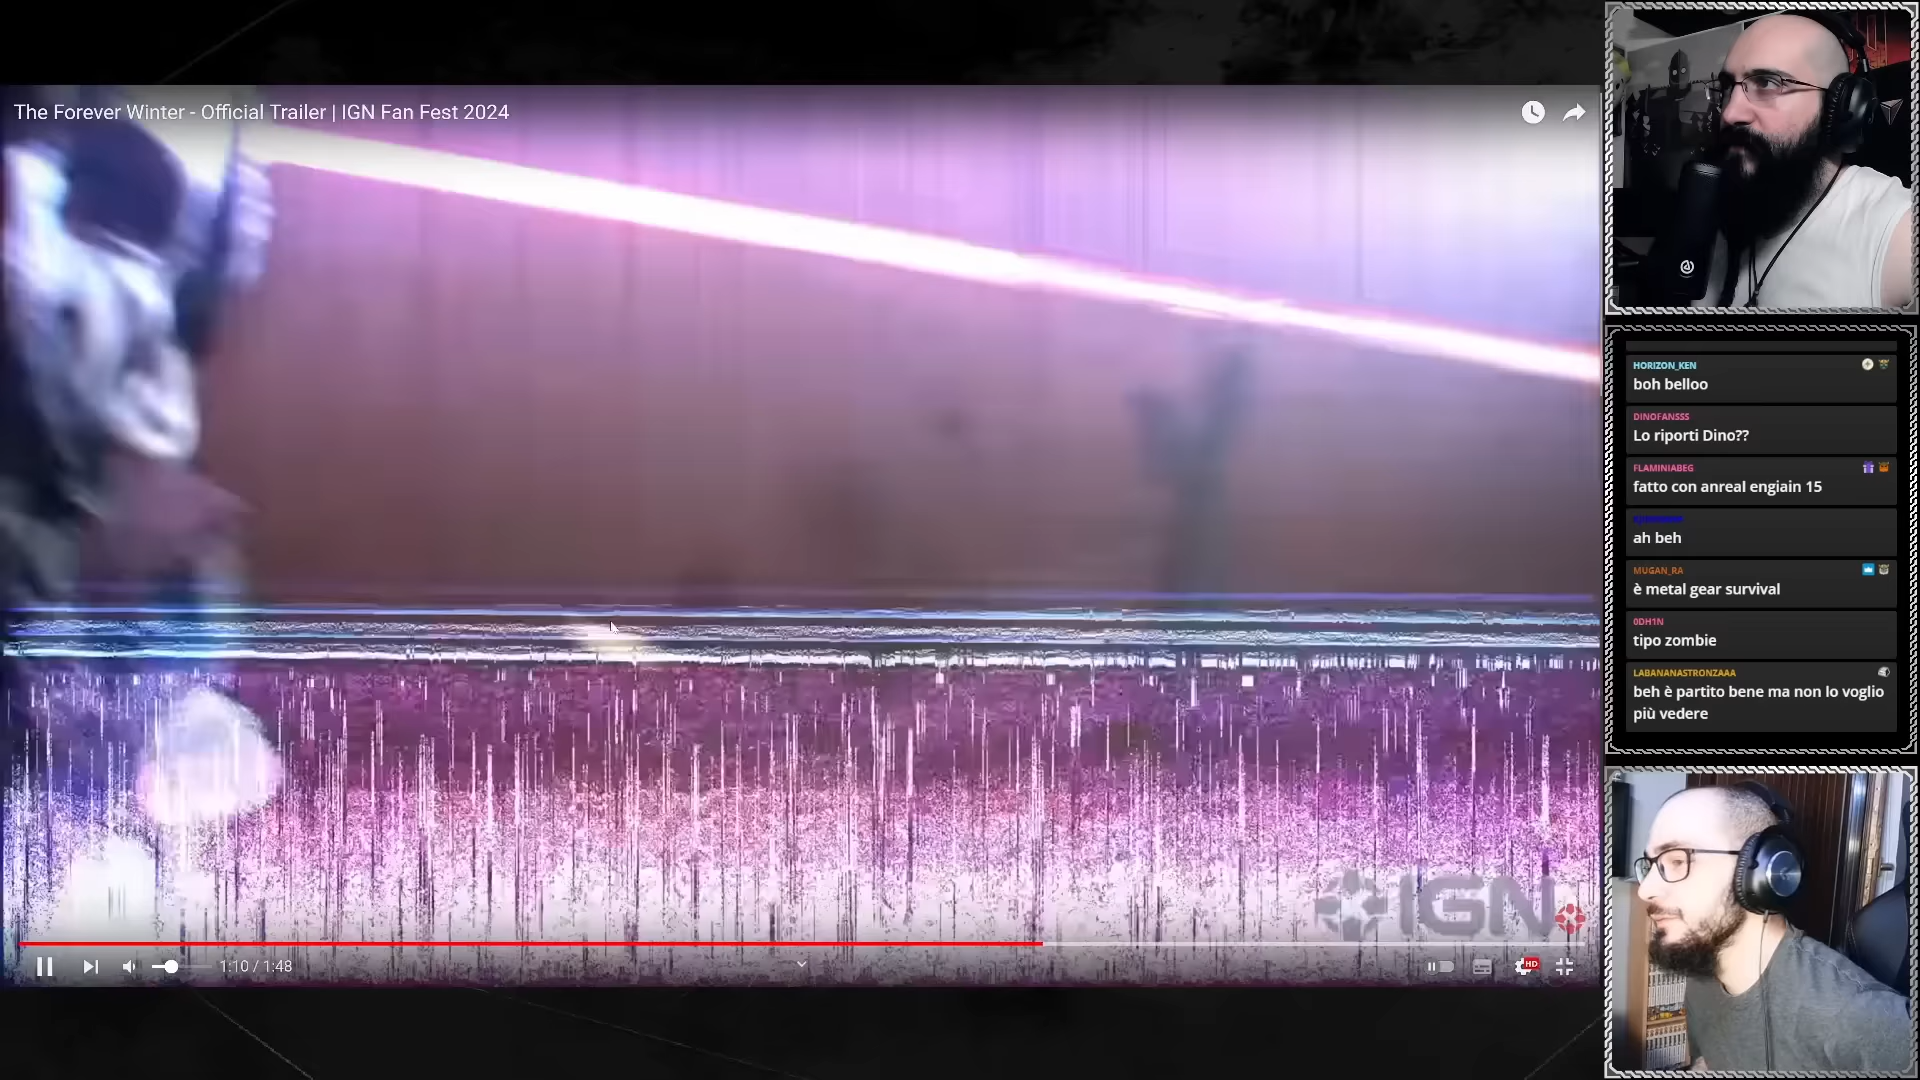 The Forever Winter - Official Trailer | IGN Fan Fest 2024
IGN
1:10 / 1:48
HD
HORIZON_KEN
boh belloo
DINOFANSSS
Lo riporti Dino??
FLAMINIABEG
fatto con anreal engiain 15
ah beh
MUGAN_RA
è metal gear survival
0DH1N
tipo zombie
LABANANASTRONZAAA
beh è partito bene ma non lo voglio
più vedere